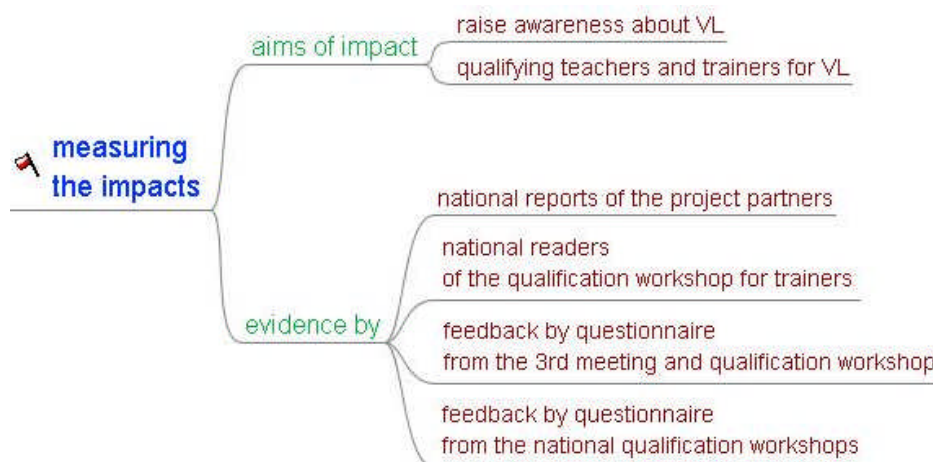 measuring
the impacts
aims of impact
raise awareness about VL
qualifying teachers and trainers for VL
evidence by
national reports of the project partners
national readers
of the qualification workshop for trainers
feedback by questionnaire
from the 3rd meeting and qualification workshop
feedback by questionnaire
from the national qualification workshops